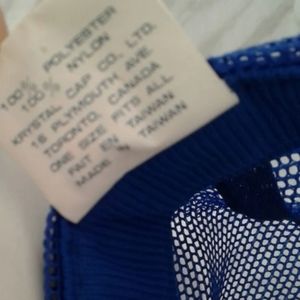 100% POLYESTER
100% NYLON
KRYSTAL CAP CO., LTD.
16 PLYMOUTH AVE.
TORONTO, CANADA
ONE SIZE FITS ALL
FAIT EN TAIWAN
MADE IN TAIWAN